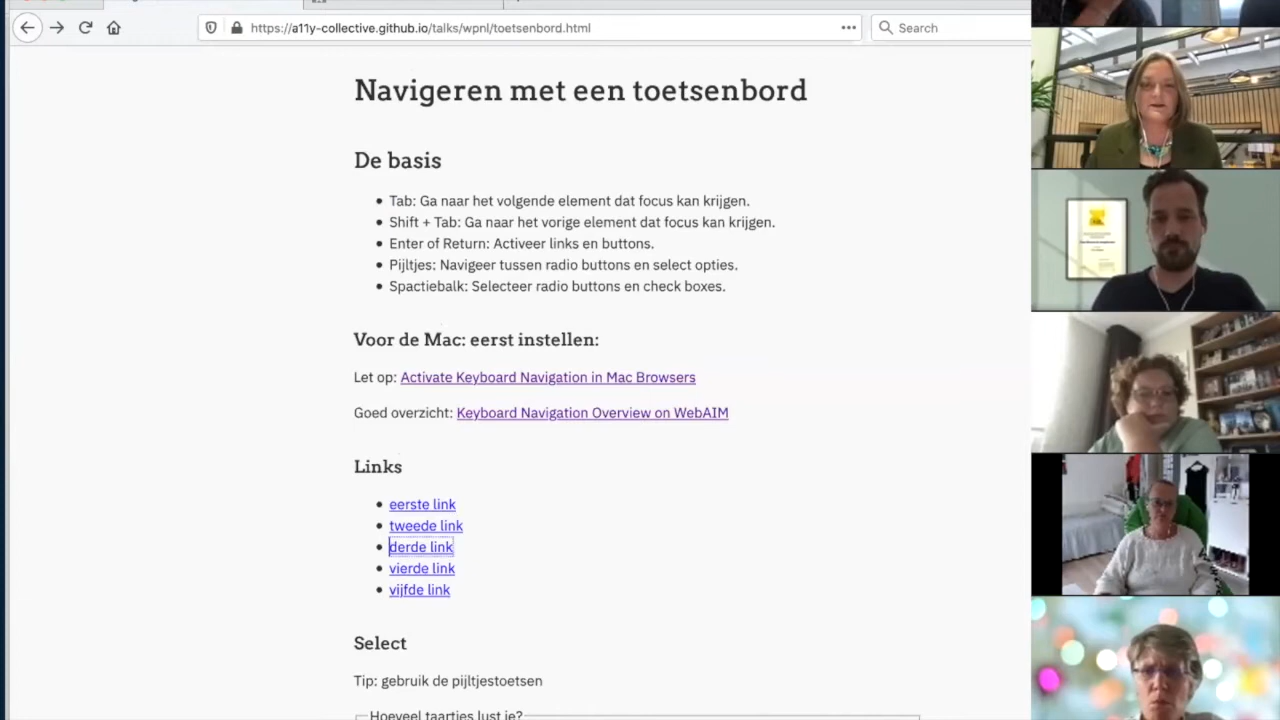 https://a11y-collective.github.io/talks/wpnl/toetsenbord.html
Search
Navigeren met een toetsenbord
De basis
Tab: Ga naar het volgende element dat focus kan krijgen.
Shift + Tab: Ga naar het vorige element dat focus kan krijgen.
Enter of Return: Activeer links en buttons.
Pijltjes: Navigeer tussen radio buttons en select opties.
Spactiebalk: Selecteer radio buttons en check boxes.
Voor de Mac: eerst instellen:
Let op: Activate Keyboard Navigation in Mac Browsers
Goed overzicht: Keyboard Navigation Overview on WebAIM
Links
eerste link
tweede link
derde link
vierde link
vijfde link
Select
Tip: gebruik de pijltjestoetsen
Hoeveel taartjes lust je?